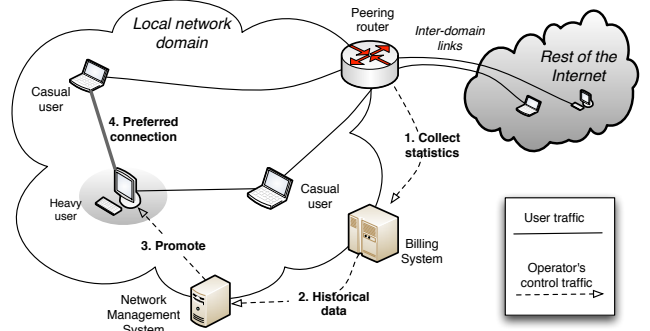 Local network
domain
Peering
router
Inter-domain
links
Rest of the
Internet
Casual
user
4. Preferred
connection
1. Collect
statistics
Heavy
user
Casual
user
3. Promote
Billing
System
2. Historical
data
Network
Management
System
User traffic
Operator's
control traffic